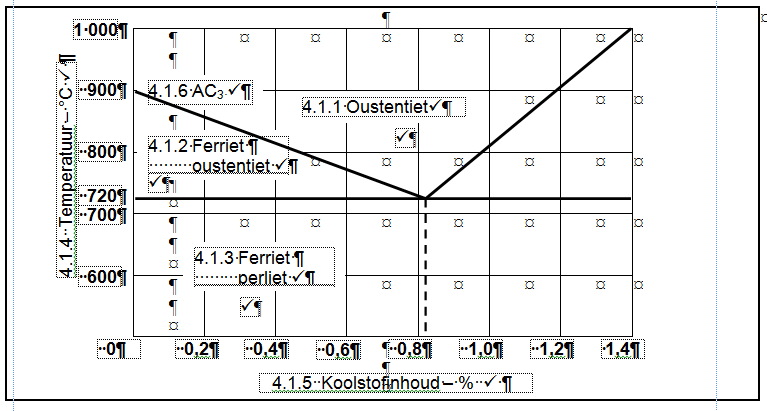 1·000¶
4.1.4··Temperatuur – ·°C ✓¶
··900¶
4.1.6·AC₃ ✓¶
4.1.1·Oustentiet✓¶
✓¶
··800¶
4.1.2·Ferriet·¶
·········oustentiet·✓¶
✓¶
··720¶
··700¶
4.1.3·Ferriet·¶
·········perliet·✓¶
✓¶
··600¶
··0¶ ··0,2¶ ··0,4¶ ··0,6¶ ··0,8¶ ··1,0¶ ··1,2¶ ·1,4¶
4.1.5··Koolstofinhoud – ·%··✓·¶